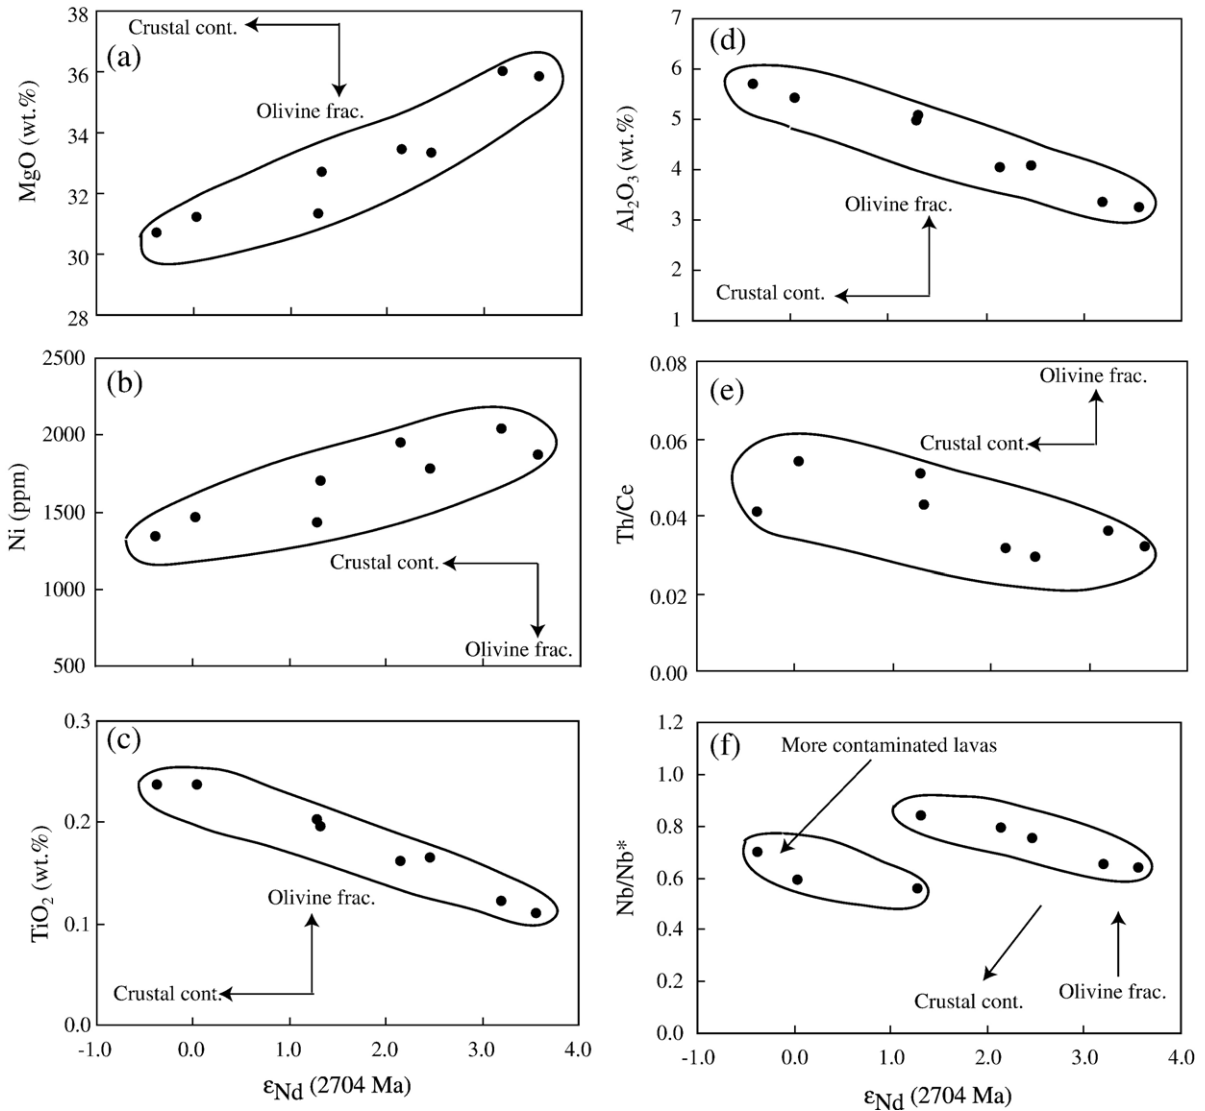 (a)
Crustal cont.
Olivine frac.
MgO (wt.%)
38
36
34
32
30
28
(d)
Olivine frac.
Crustal cont.
Al₂O₃ (wt.%)
7
6
5
4
3
2
1
(b)
Crustal cont.
Olivine frac.
Ni (ppm)
2500
2000
1500
1000
500
(e)
Olivine frac.
Crustal cont.
Th/Ce
0.08
0.06
0.04
0.02
0.00
(c)
Olivine frac.
Crustal cont.
TiO₂ (wt.%)
0.3
0.2
0.1
0.0
-1.0 0.0 1.0 2.0 3.0 4.0
εNd (2704 Ma)
(f)
More contaminated lavas
Crustal cont.
Olivine frac.
Nb/Nb*
1.2
1.0
0.8
0.6
0.4
0.2
0.0
-1.0 0.0 1.0 2.0 3.0 4.0
εNd (2704 Ma)